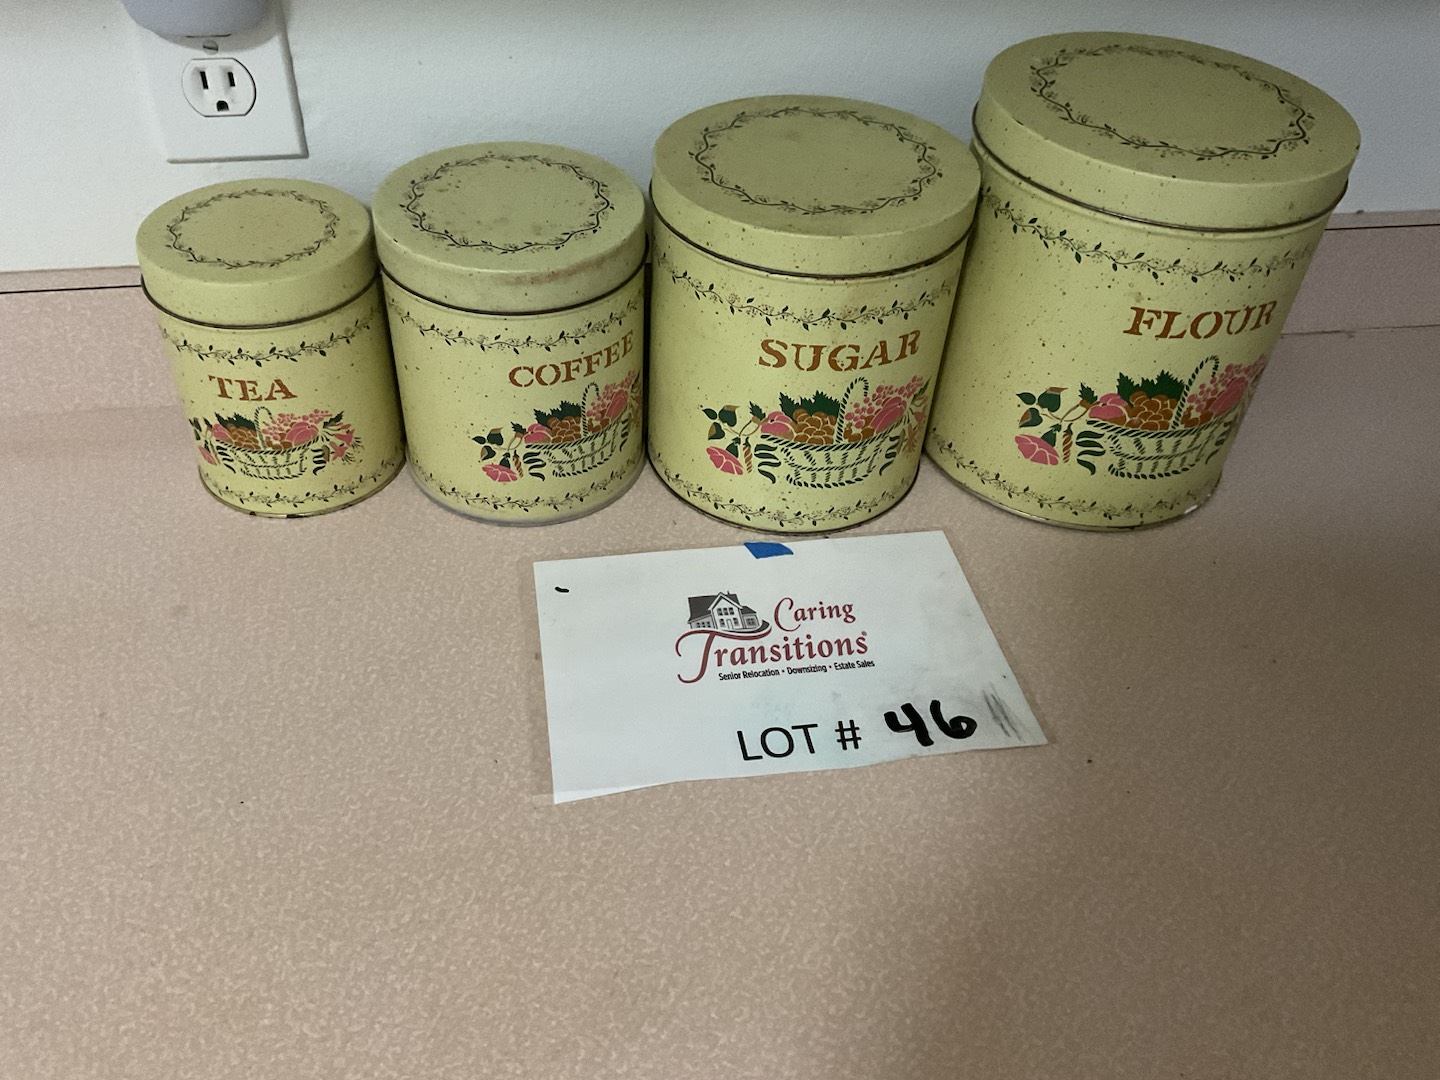 TEA
COFFEE
SUGAR
FLOUR
Caring
Transitions®
Senior Relocation • Downsizing • Estate Sales
LOT # 46